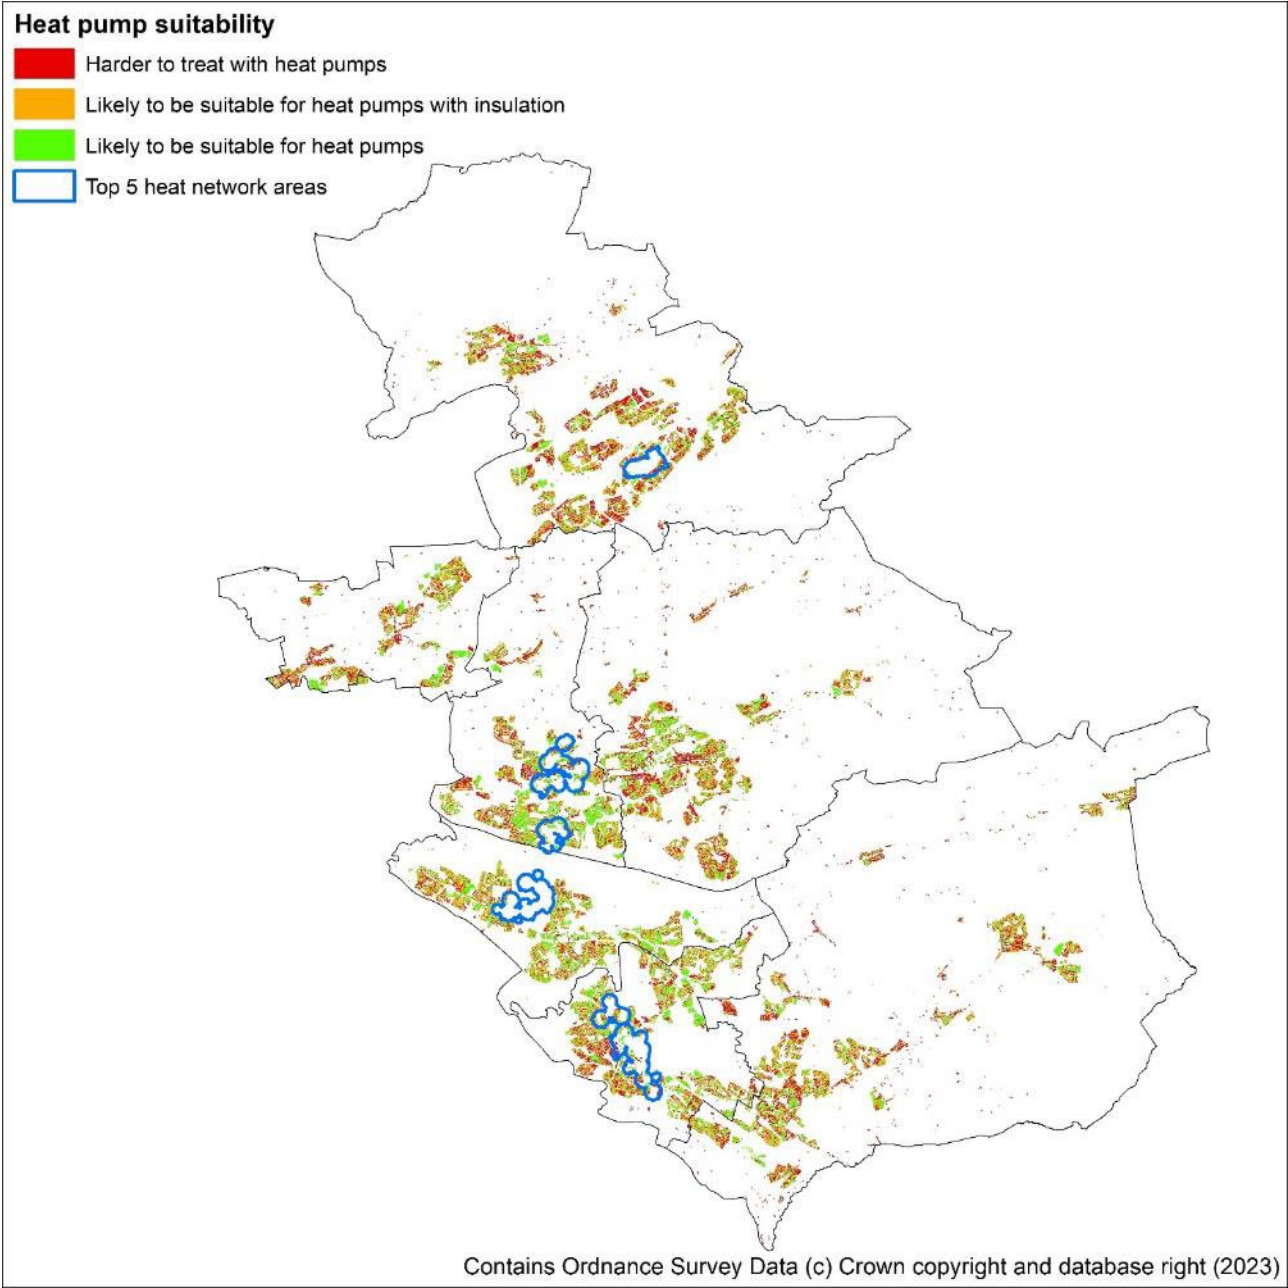 Heat pump suitability
Harder to treat with heat pumps
Likely to be suitable for heat pumps with insulation
Likely to be suitable for heat pumps
Top 5 heat network areas
Contains Ordnance Survey Data (c) Crown copyright and database right (2023)